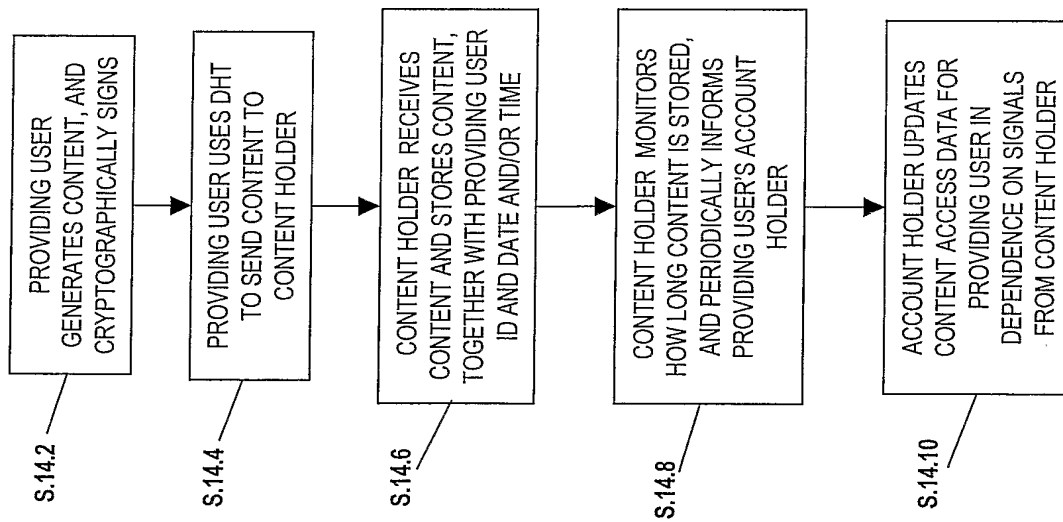 PROVIDING USER
GENERATES CONTENT, AND
CRYPTOGRAPHICALLY SIGNS
S.14.2
PROVIDING USER USES DHT
TO SEND CONTENT TO
CONTENT HOLDER
S.14.4
CONTENT HOLDER RECEIVES
CONTENT AND STORES CONTENT,
TOGETHER WITH PROVIDING USER
ID AND DATE AND/OR TIME
S.14.6
CONTENT HOLDER MONITORS
HOW LONG CONTENT IS STORED,
AND PERIODICALLY INFORMS
PROVIDING USER'S ACCOUNT
HOLDER
S.14.8
ACCOUNT HOLDER UPDATES
CONTENT ACCESS DATA FOR
PROVIDING USER IN
DEPENDENCE ON SIGNALS
FROM CONTENT HOLDER
S.14.10